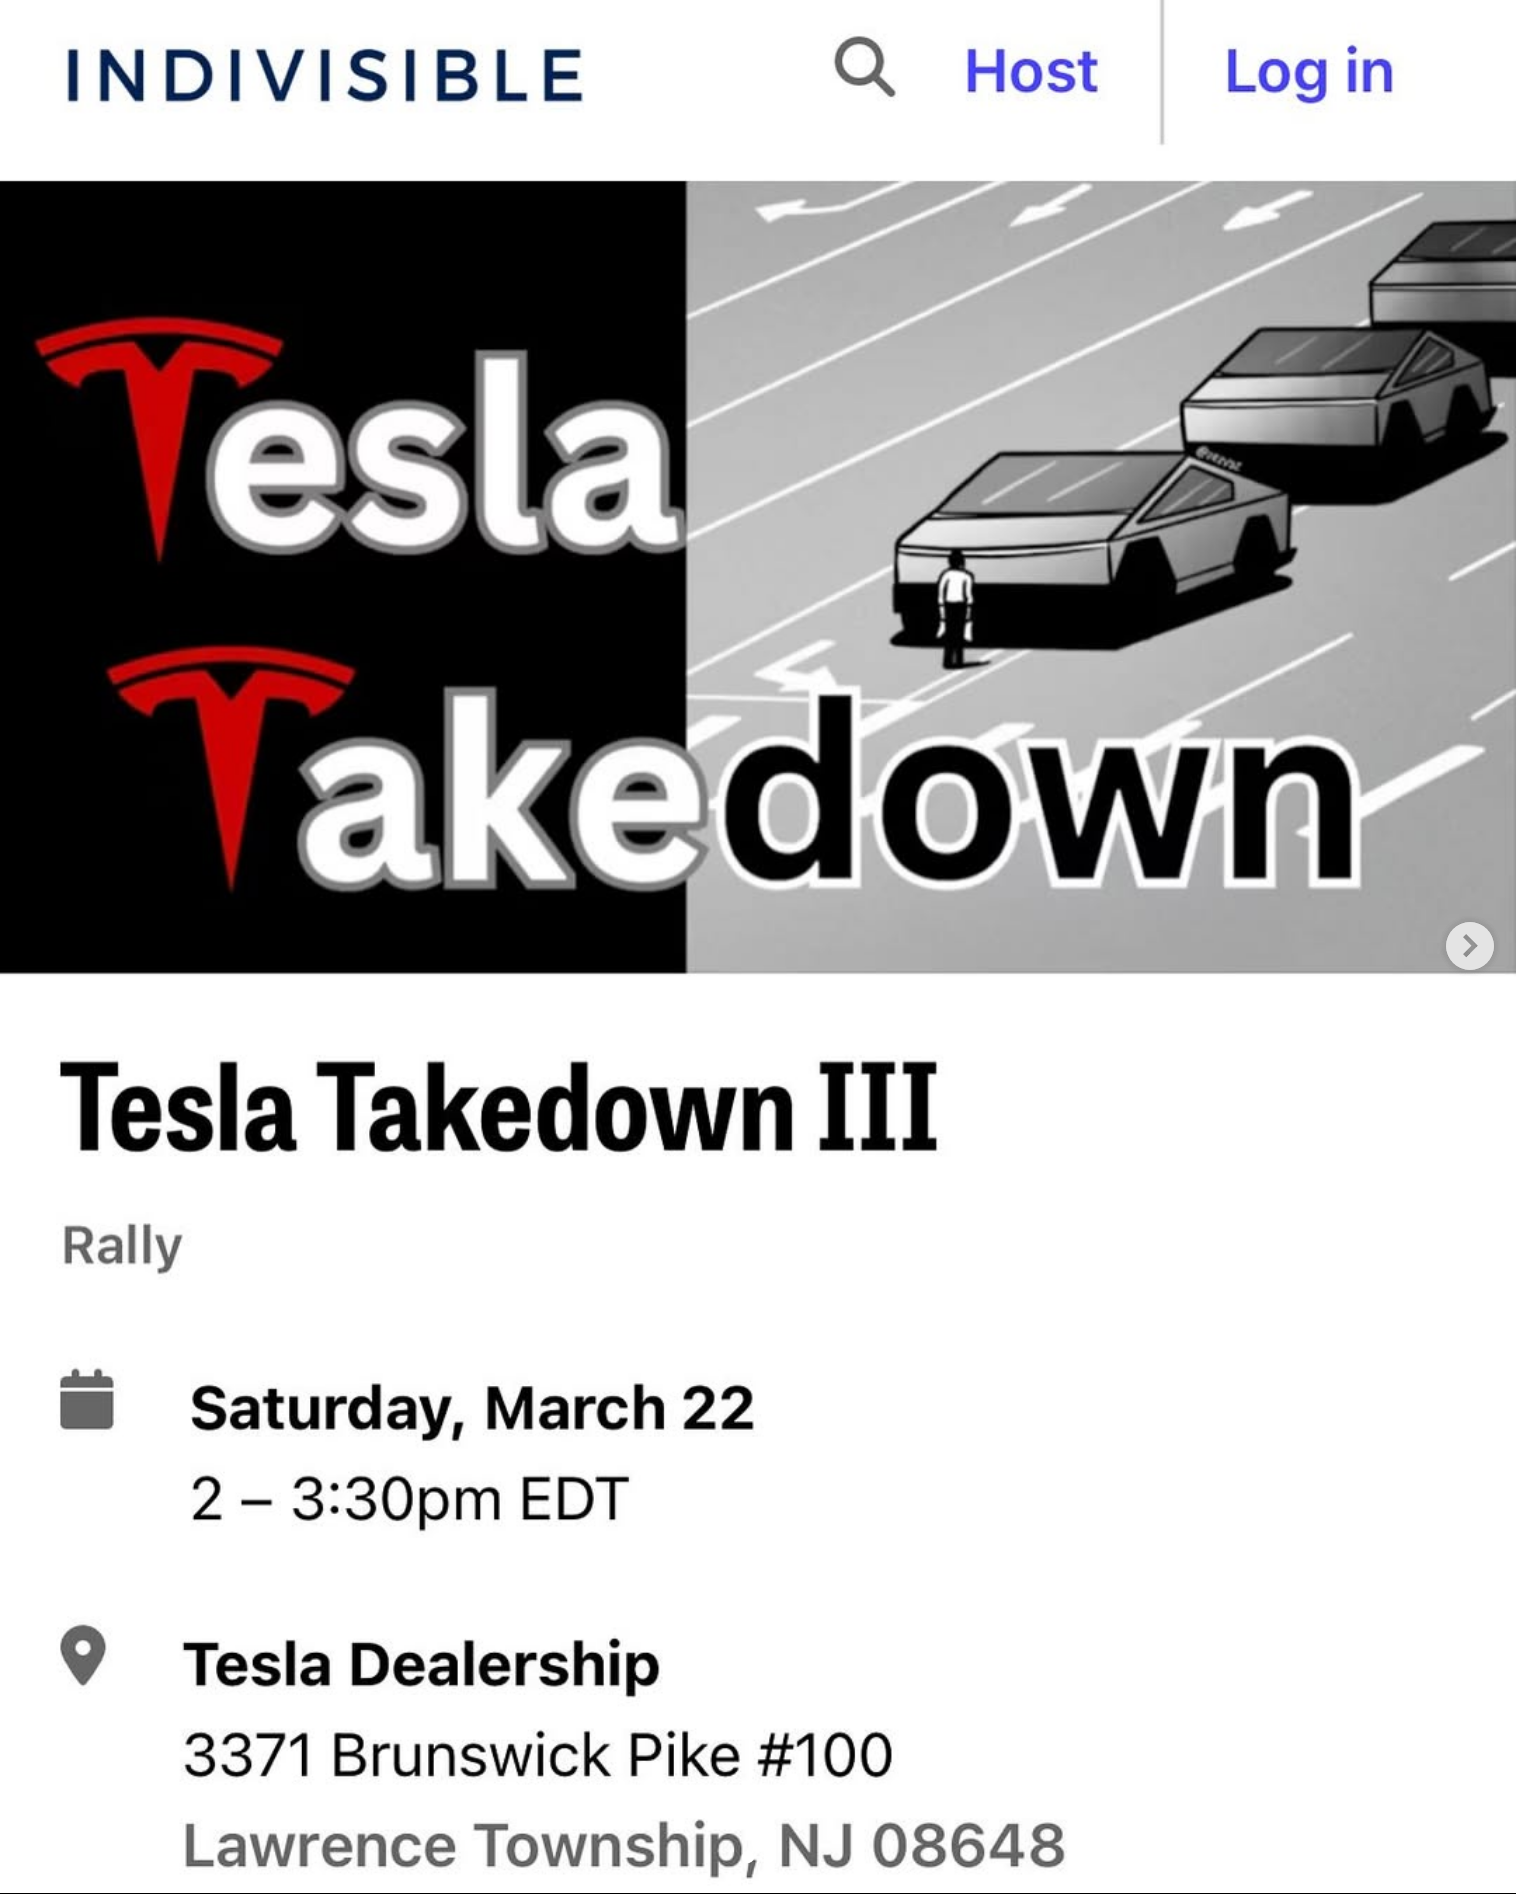 INDIVISIBLE
Host
Log in
Tesla
Takedown
Tesla Takedown III
Rally
Saturday, March 22
2 – 3:30pm EDT
Tesla Dealership
3371 Brunswick Pike #100
Lawrence Township, NJ 08648